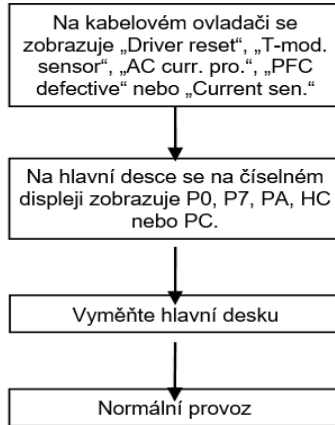 Na kabelovém ovladači se
zobrazuje „Driver reset“, „T-mod.
sensor“, „AC curr. pro.“, „PFC
defective“ nebo „Current sen.“
Na hlavní desce se na číselném
displeji zobrazuje P0, P7, PA, HC
nebo PC.
Vyměňte hlavní desku
Normální provoz